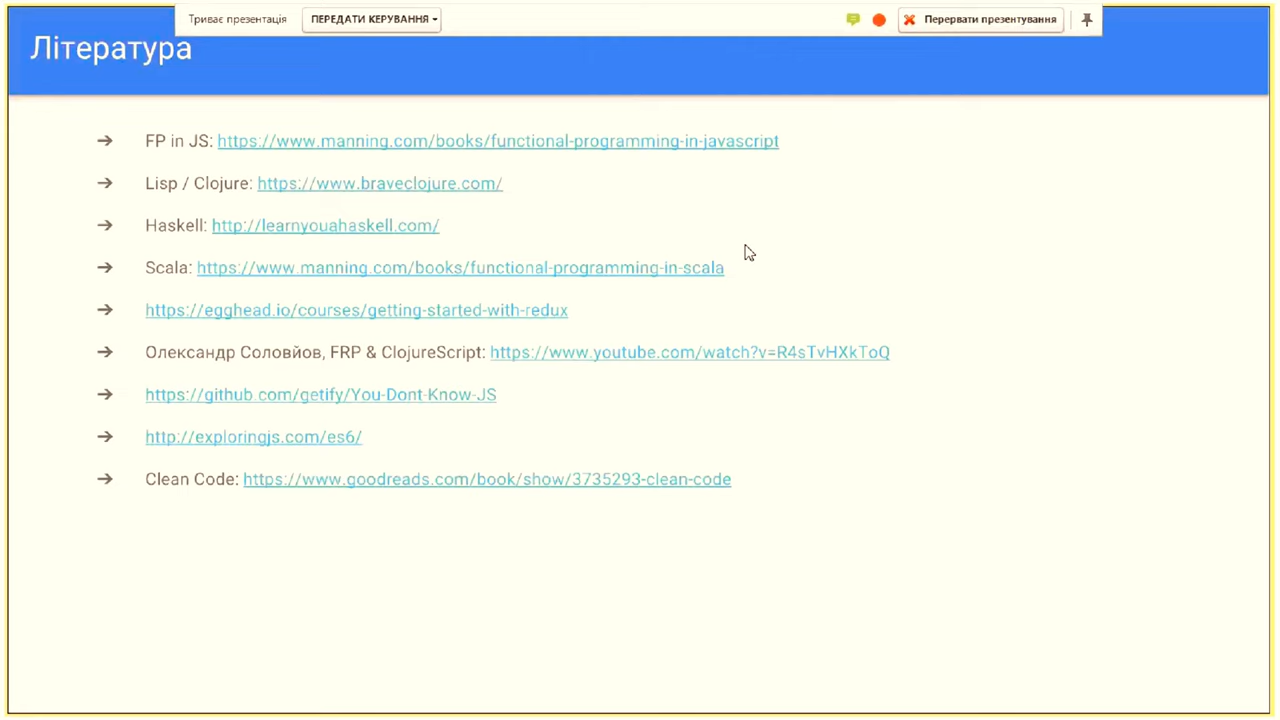 Триває презентація
ПЕРЕДАТИ КЕРУВАННЯ
Перервати презентування
Література
FP in JS: https://www.manning.com/books/functional-programming-in-javascript
Lisp / Clojure: https://www.braveclojure.com/
Haskell: http://learnyouahaskell.com/
Scala: https://www.manning.com/books/functional-programming-in-scala
https://egghead.io/courses/getting-started-with-redux
Олександр Соловйов, FRP & ClojureScript: https://www.youtube.com/watch?v=R4sTvHXkToQ
https://github.com/getify/You-Dont-Know-JS
http://exploringjs.com/es6/
Clean Code: https://www.goodreads.com/book/show/3735293-clean-code